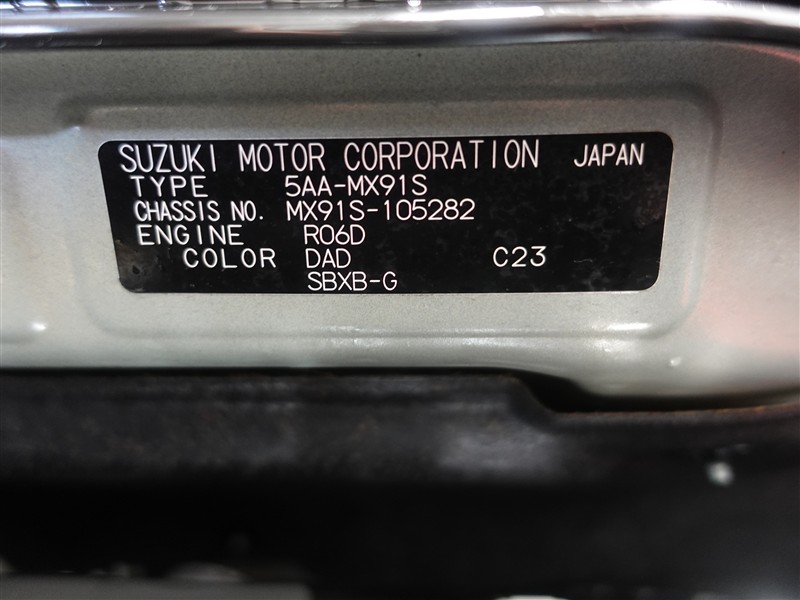 SUZUKI MOTOR CORPORATION JAPAN
TYPE 5AA-MX91S
CHASSIS NO. MX91S-105282
ENGINE R06D
COLOR DAD C23
SBXB-G